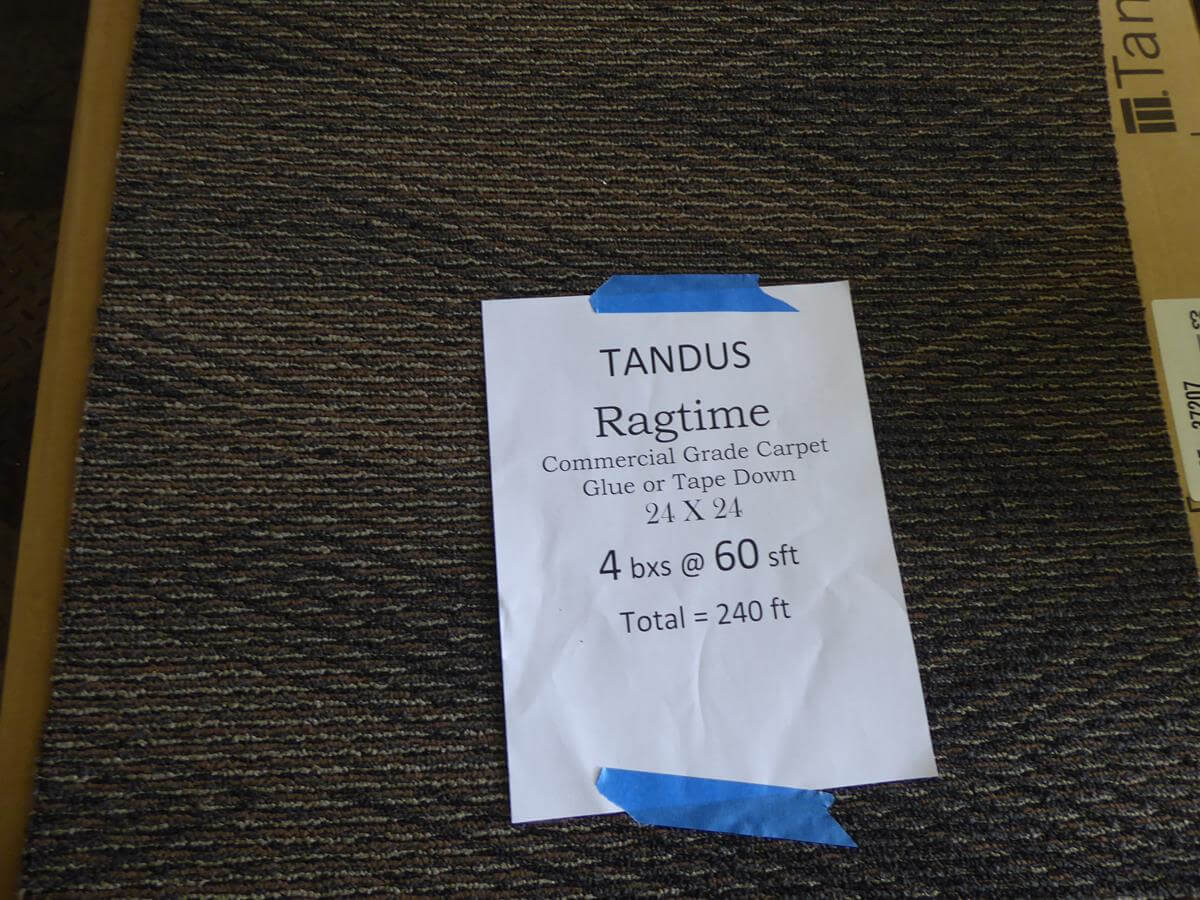 TANDUS
Ragtime
Commercial Grade Carpet
Glue or Tape Down
24 X 24
4 bxs @ 60 sft
Total = 240 ft
Tan
37207